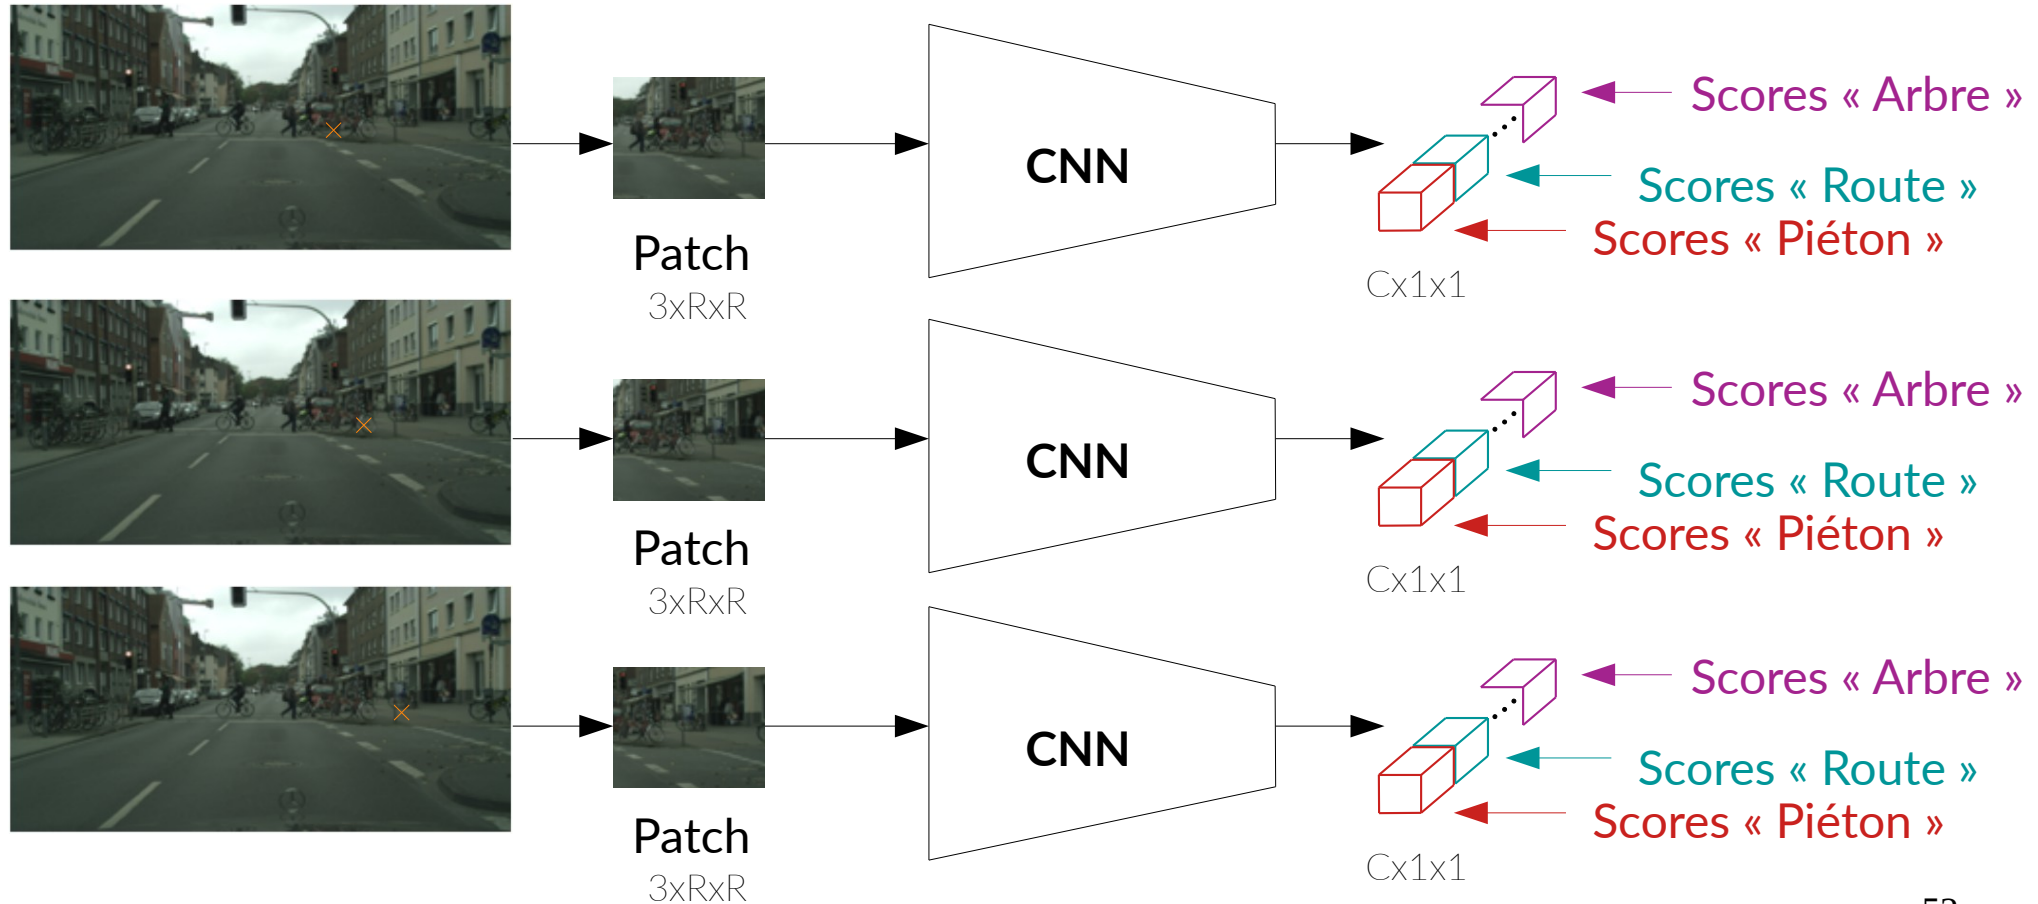 Scores « Arbre »
CNN
Scores « Route »
Scores « Piéton »
Patch
3xRxR
Cx1x1
Scores « Arbre »
CNN
Scores « Route »
Scores « Piéton »
Patch
3xRxR
Cx1x1
Scores « Arbre »
CNN
Scores « Route »
Scores « Piéton »
Patch
3xRxR
Cx1x1